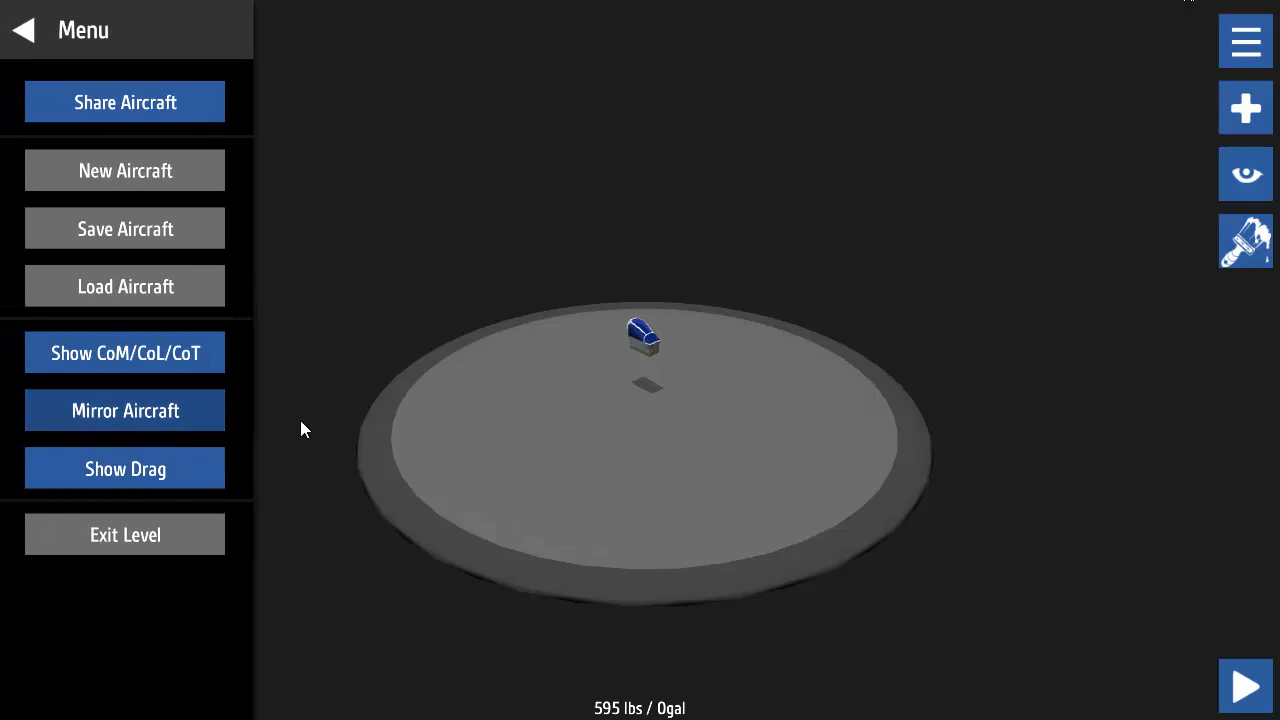 Menu
Share Aircraft
New Aircraft
Save Aircraft
Load Aircraft
Show CoM/CoL/CoT
Mirror Aircraft
Show Drag
Exit Level
595 lbs / 0gal